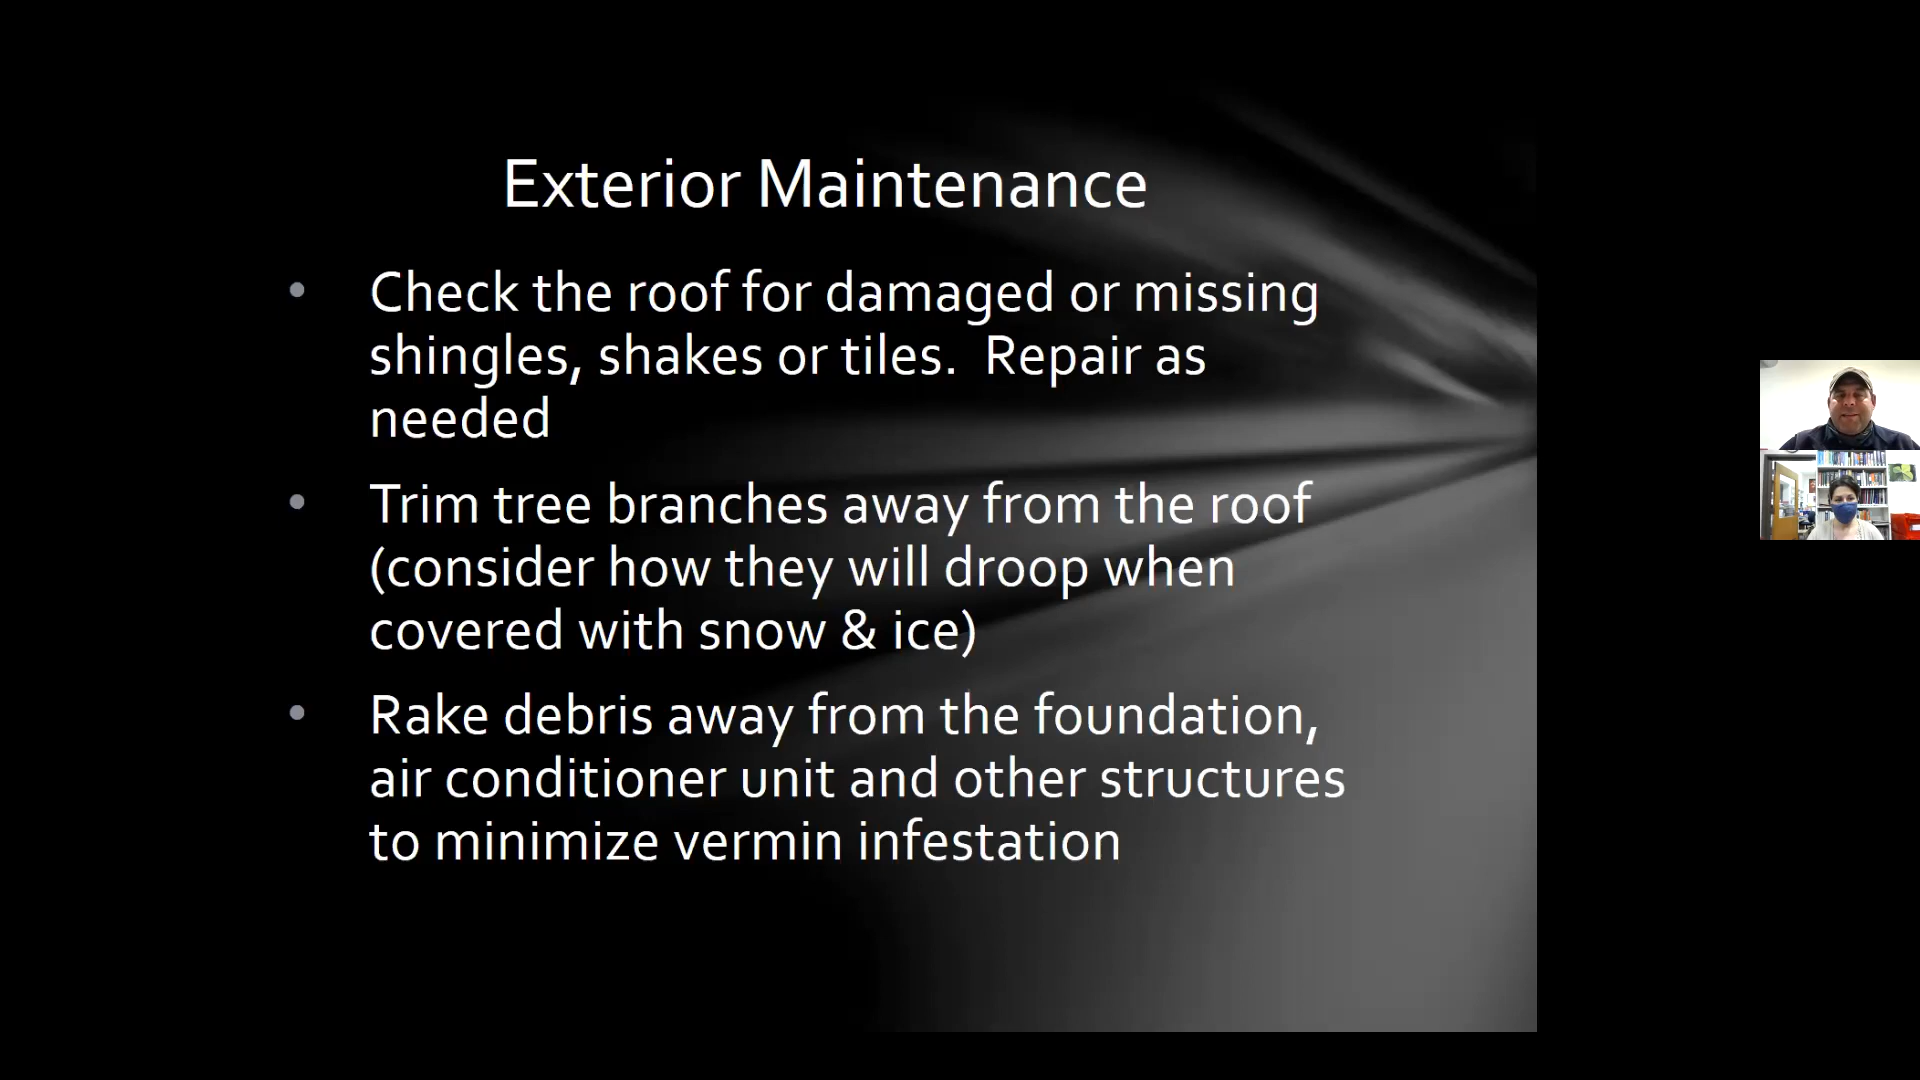 Exterior Maintenance
• Check the roof for damaged or missing
shingles, shakes or tiles.  Repair as
needed
• Trim tree branches away from the roof
(consider how they will droop when
covered with snow & ice)
• Rake debris away from the foundation,
air conditioner unit and other structures
to minimize vermin infestation